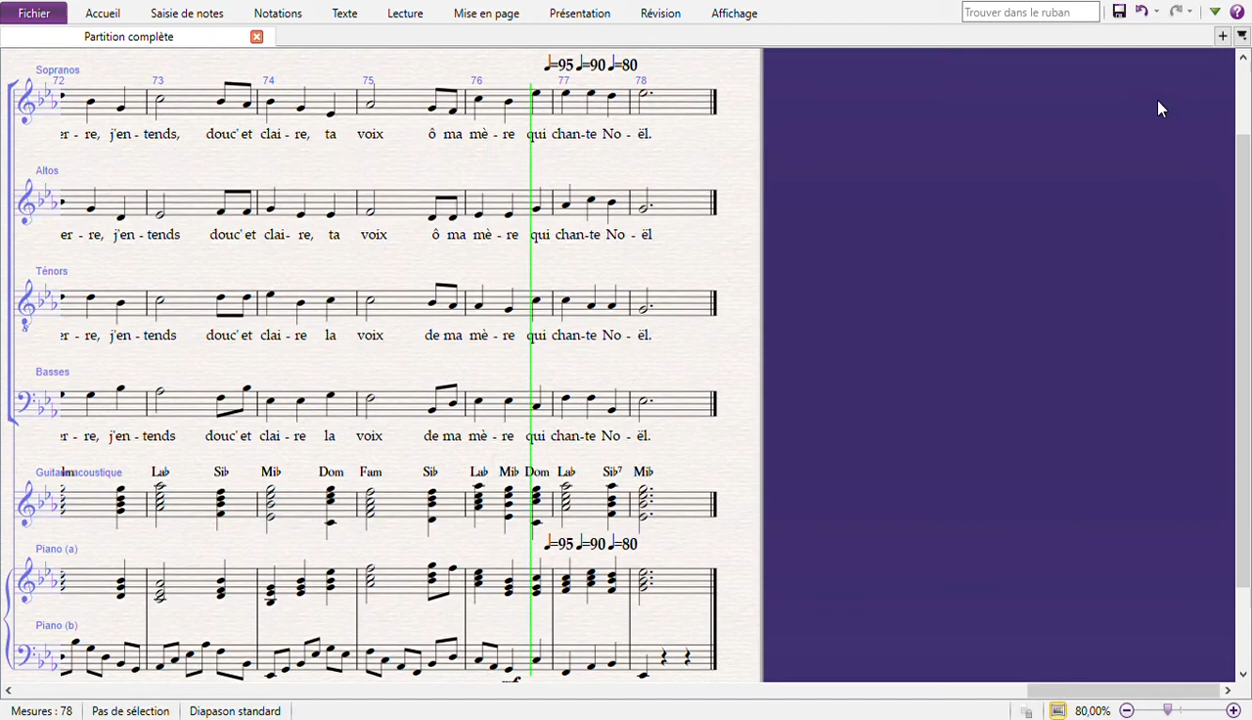 Fichier Accueil Saisie de notes Notations Texte Lecture Mise en page Présentation Révision Affichage Trouver dans le ruban
Partition complète
=95 =90 =80
Sopranos
72 73 74 75 76 77 78
er - re, j'en - tends, douc' et clai - re, ta voix ô ma mè - re qui chan-te No - ël.
Altos
er - re, j'en - tends douc' et clai- re, ta voix ô ma mè - re qui chan-te No - ël
Ténors
er - re, j'en - tends douc' et clai - re la voix de ma mè - re qui chan-te No - ël.
8
Basses
er - re, j'en - tends douc' et clai - re la voix de ma mè - re qui chan-te No - ël.
Guitare acoustique Lab Sib Mib Dom Fam Sib Lab Mib Dom Lab Sib7 Mib
=95 =90 =80
Piano (a)
Piano (b)
Mesures : 78 Pas de sélection Diapason standard 80,00%